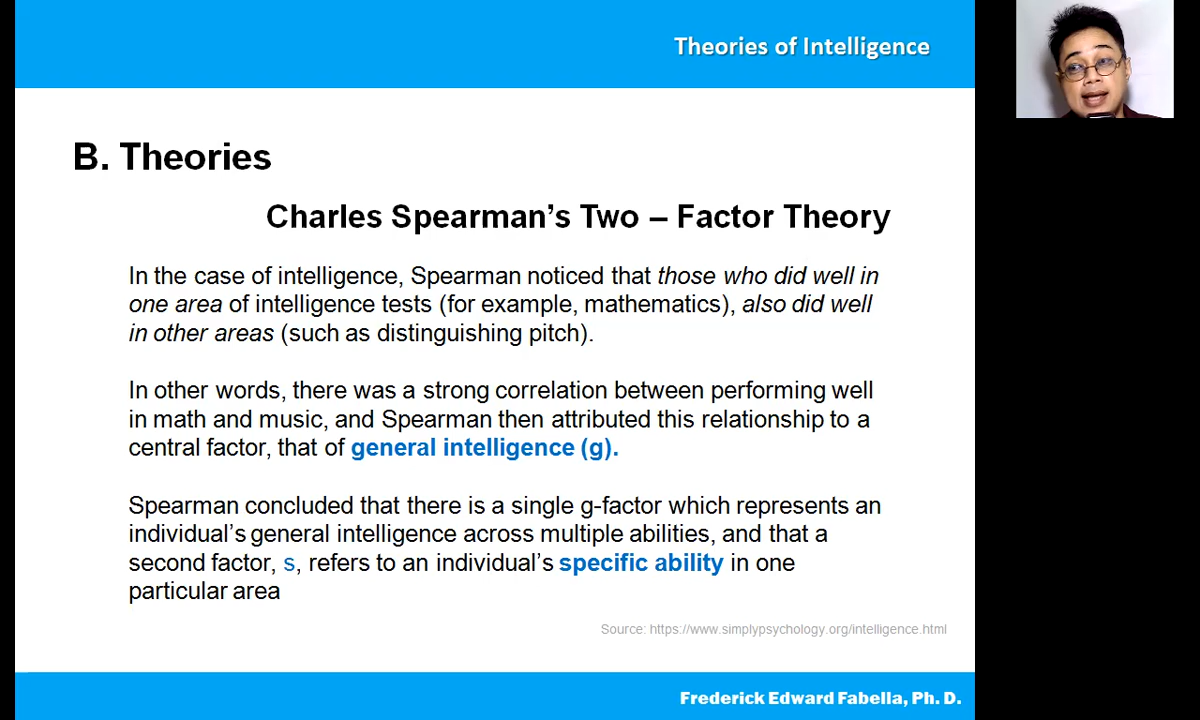 Theories of Intelligence
B. Theories
Charles Spearman's Two – Factor Theory
In the case of intelligence, Spearman noticed that those who did well in
one area of intelligence tests (for example, mathematics), also did well
in other areas (such as distinguishing pitch).
In other words, there was a strong correlation between performing well
in math and music, and Spearman then attributed this relationship to a
central factor, that of general intelligence (g).
Spearman concluded that there is a single g-factor which represents an
individual's general intelligence across multiple abilities, and that a
second factor, s, refers to an individual's specific ability in one
particular area
Source: https://www.simplypsychology.org/intelligence.html
Frederick Edward Fabella, Ph. D.